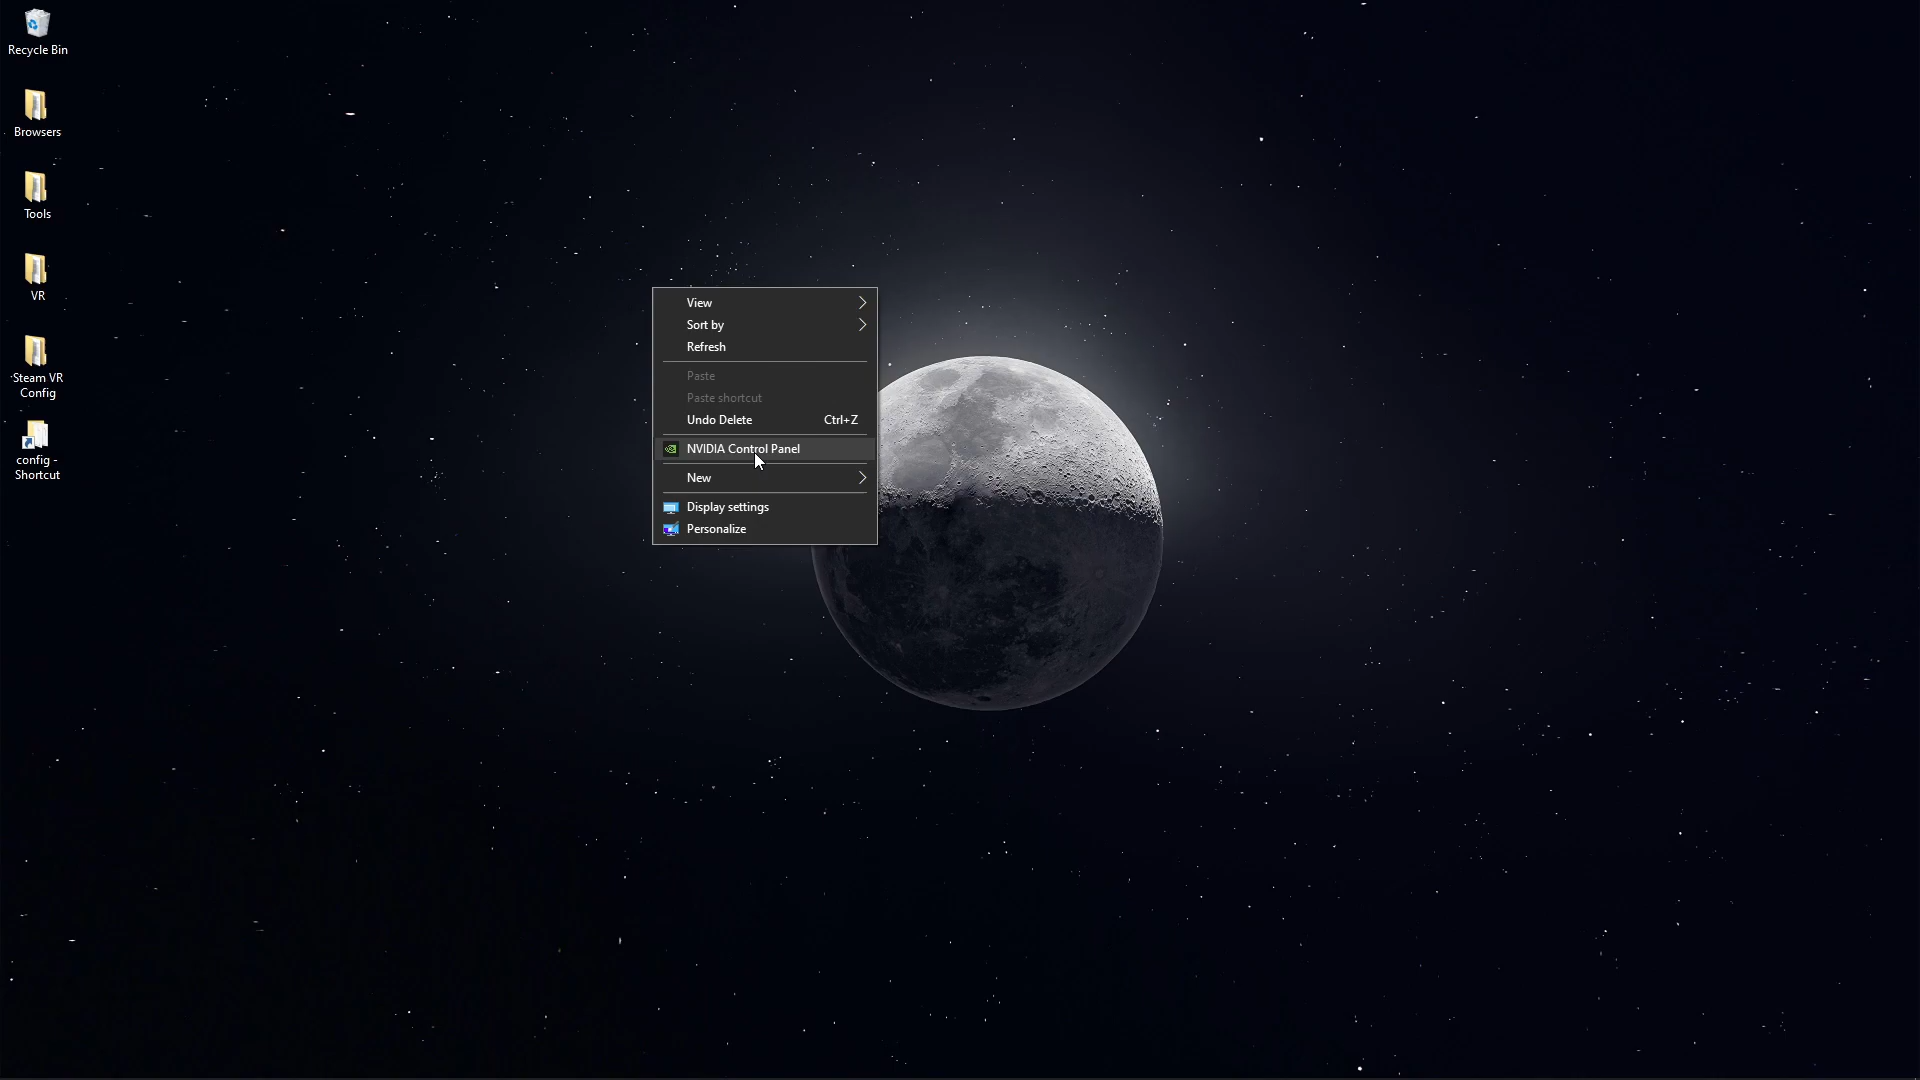 Recycle Bin
Browsers
Tools
VR
Steam VR
Config
config -
Shortcut
View
Sort by
Refresh
Paste
Paste shortcut
Undo Delete Ctrl+Z
NVIDIA Control Panel
New
Display settings
Personalize